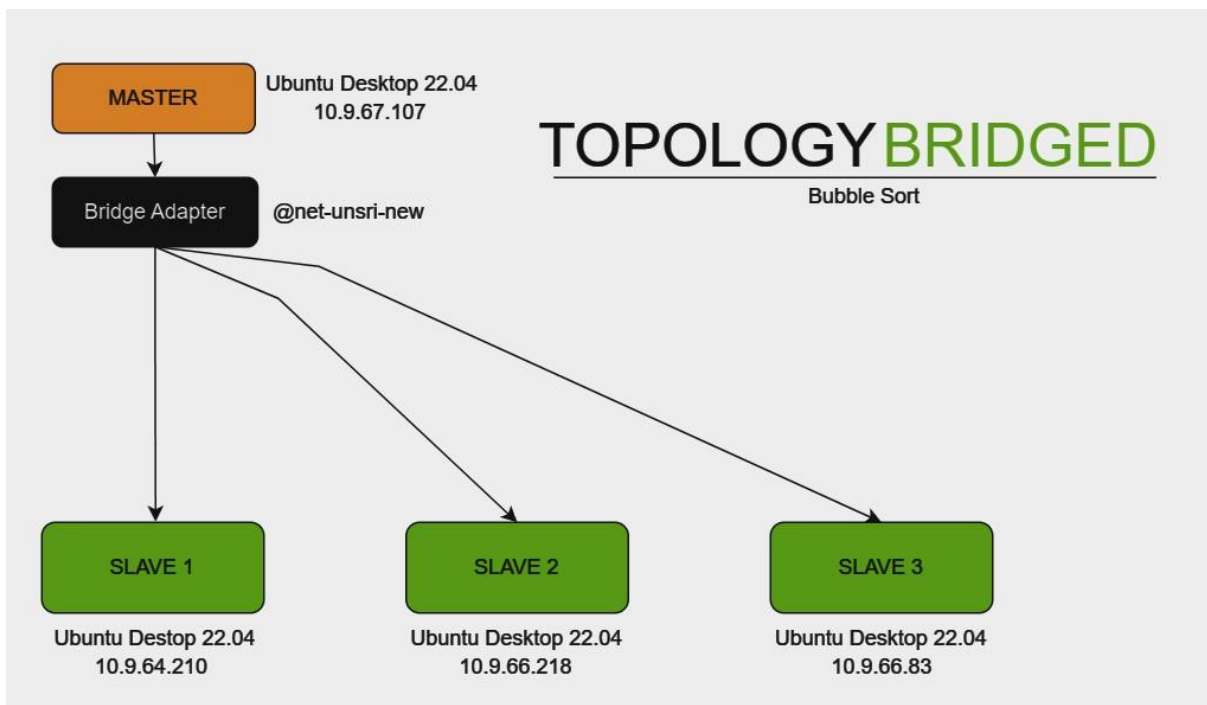 MASTER
Ubuntu Desktop 22.04
10.9.67.107
TOPOLOGY BRIDGED
Bubble Sort
Bridge Adapter
@net-unsri-new
SLAVE 1
SLAVE 2
SLAVE 3
Ubuntu Destop 22.04
10.9.64.210
Ubuntu Desktop 22.04
10.9.66.218
Ubuntu Desktop 22.04
10.9.66.83